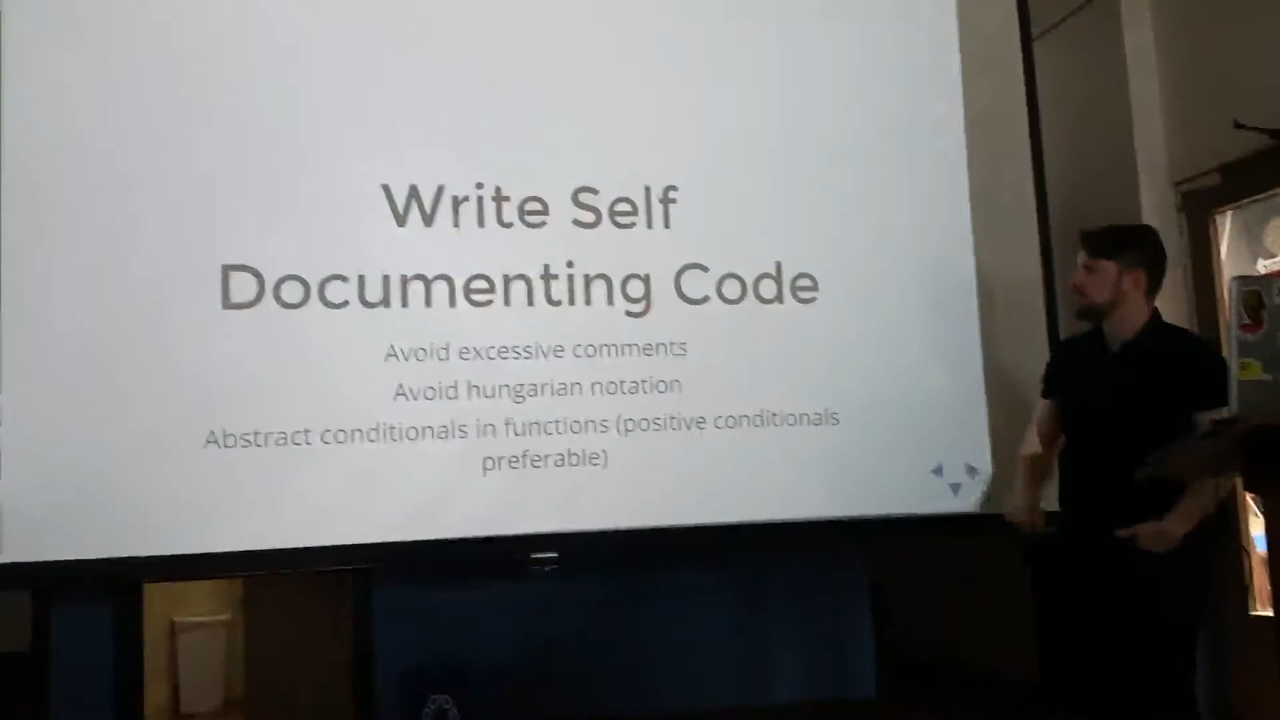 Write Self
Documenting Code
Avoid excessive comments
Avoid hungarian notation
Abstract conditionals in functions (positive conditionals
preferable)